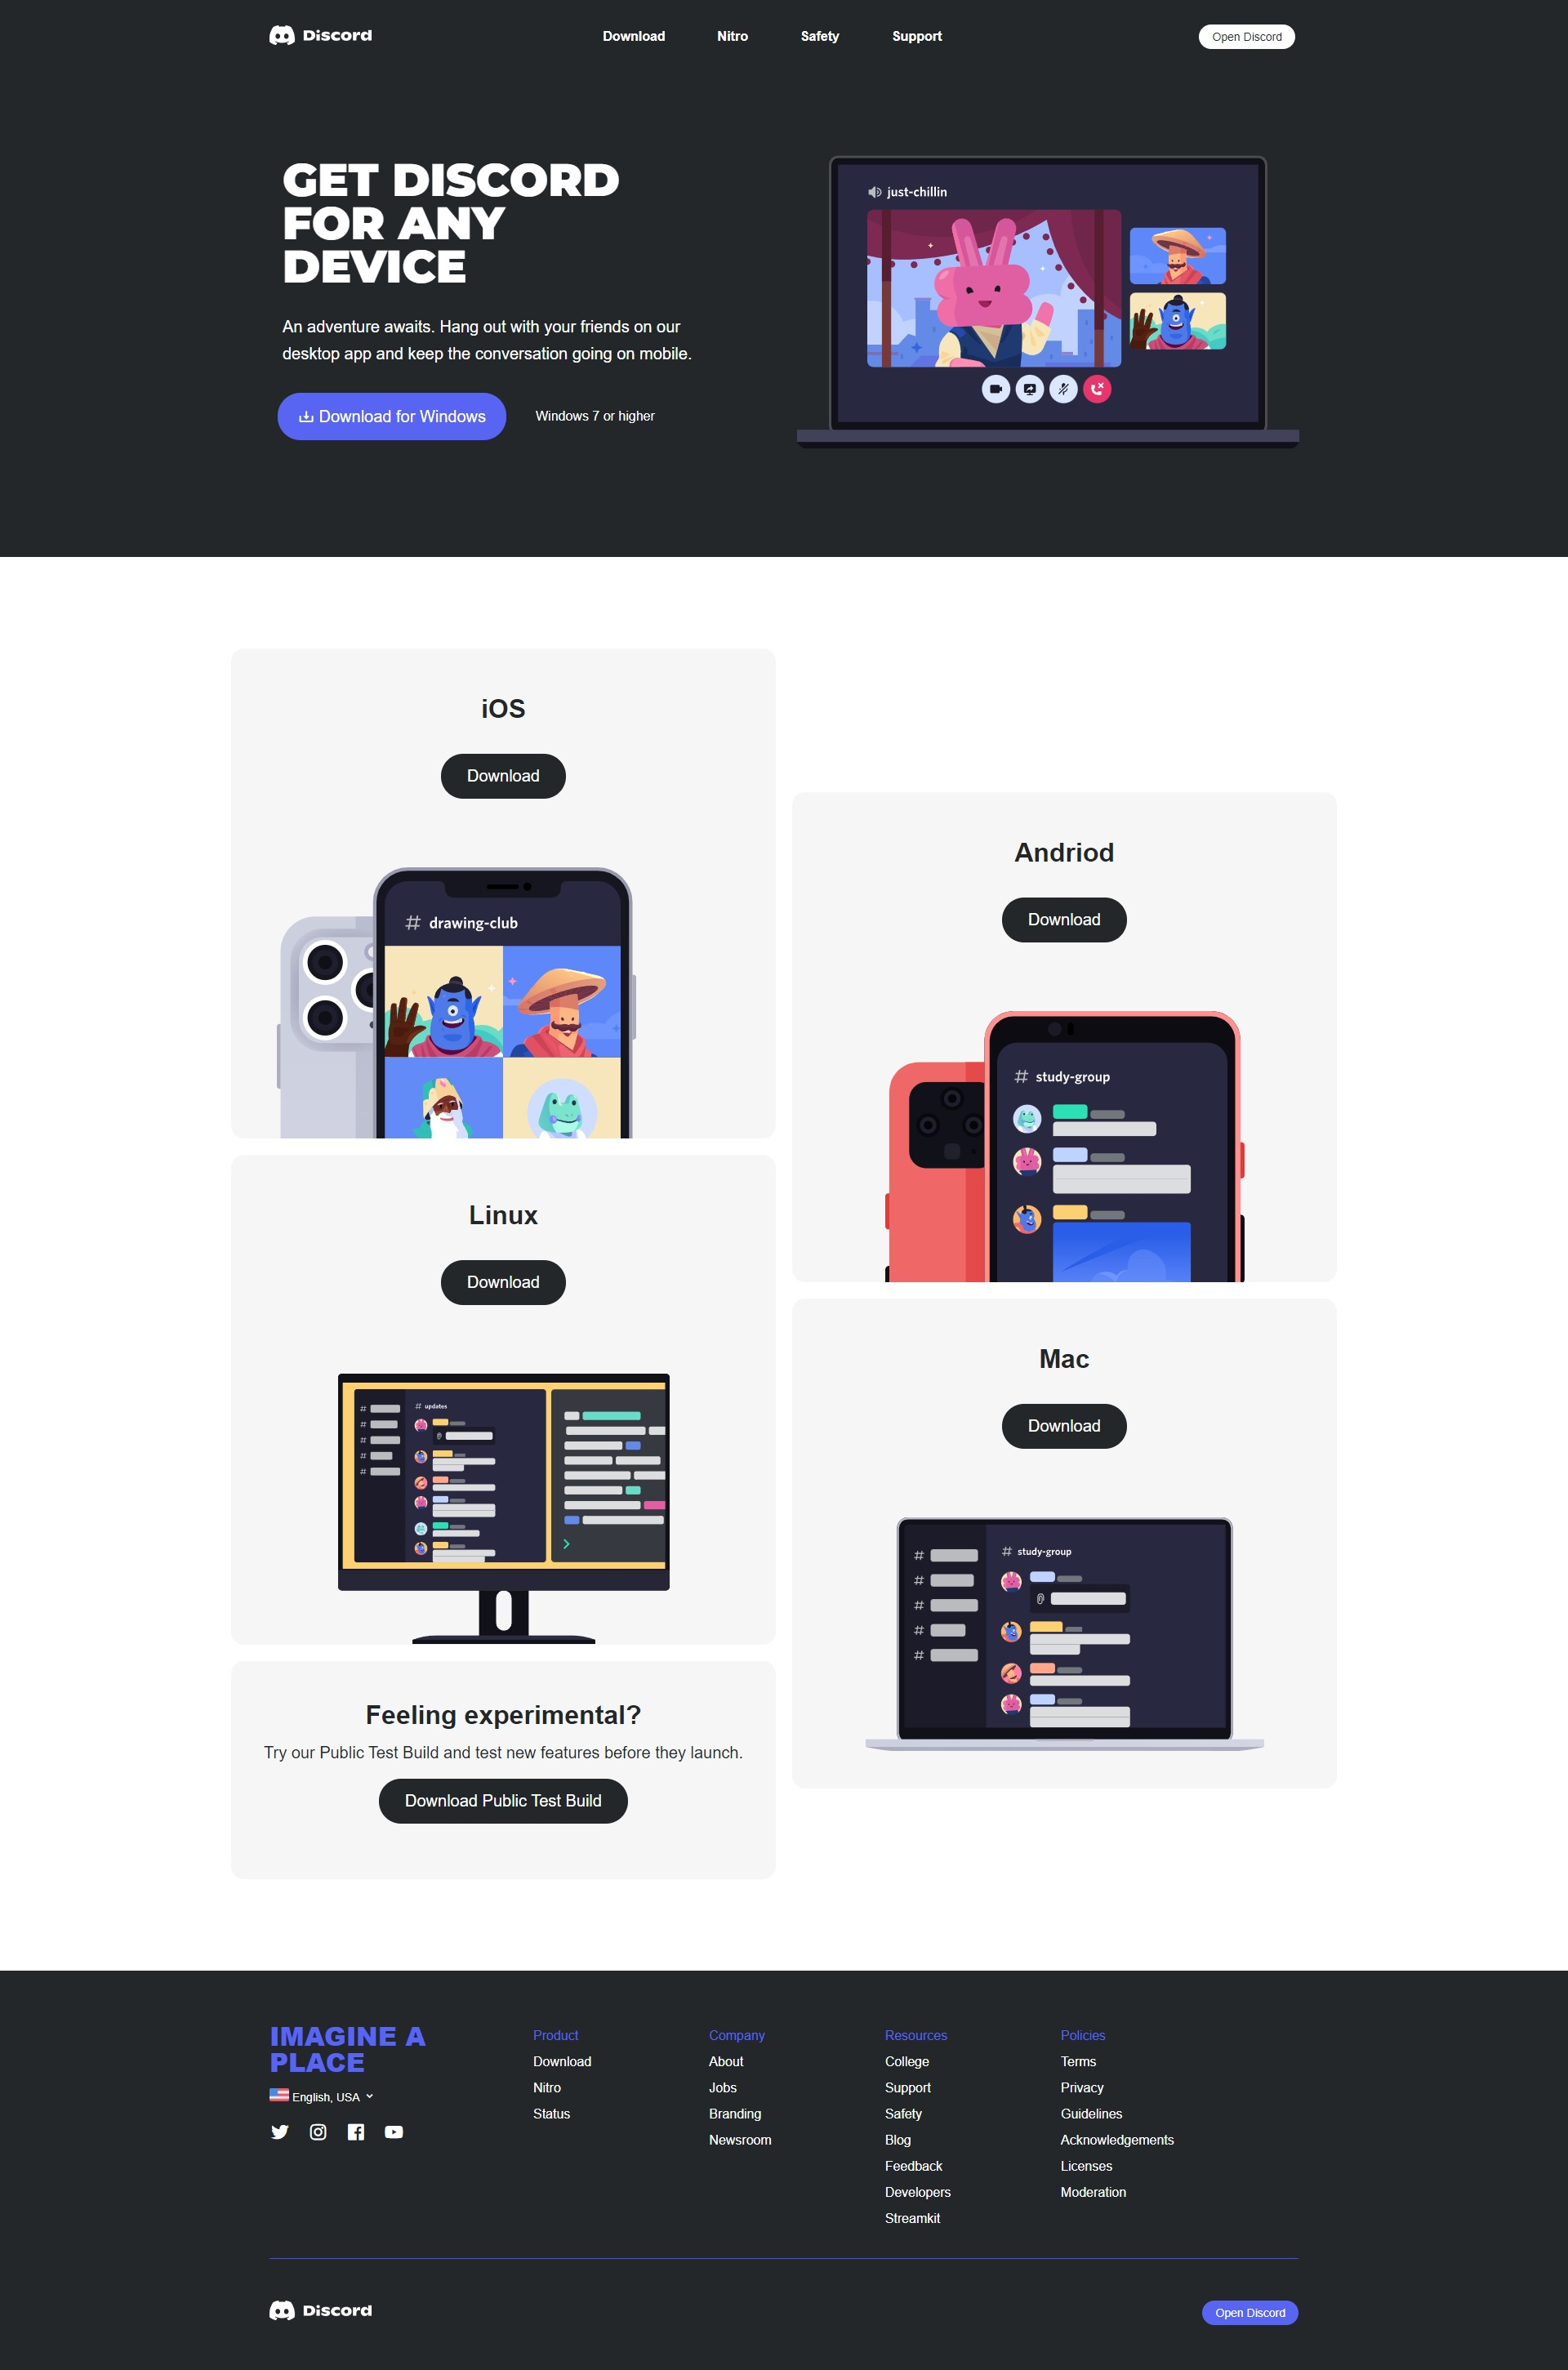 Discord
Download
Nitro
Safety
Support
Open Discord
GET DISCORD
FOR ANY
DEVICE
An adventure awaits. Hang out with your friends on our
desktop app and keep the conversation going on mobile.
Download for Windows
Windows 7 or higher
just-chillin
iOS
Download
# drawing-club
Andriod
Download
# study-group
Linux
Download
# updates
#
#
#
#
#
Mac
Download
# study-group
#
#
#
#
#
Feeling experimental?
Try our Public Test Build and test new features before they launch.
Download Public Test Build
IMAGINE A
PLACE
English, USA
Product
Download
Nitro
Status
Company
About
Jobs
Branding
Newsroom
Resources
College
Support
Safety
Blog
Feedback
Developers
Streamkit
Policies
Terms
Privacy
Guidelines
Acknowledgements
Licenses
Moderation
Discord
Open Discord